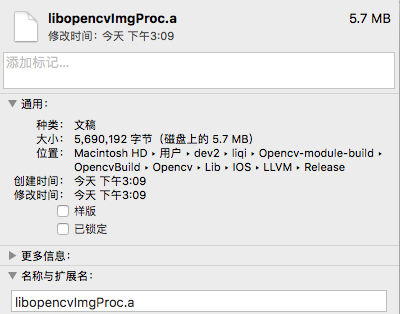 libopencvImgProc.a 5.7 MB
修改时间：今天 下午3:09
添加标记...
通用：
种类：文稿
大小：5,690,192 字节（磁盘上的 5.7 MB）
位置：Macintosh HD ▸ 用户 ▸ dev2 ▸ liqi ▸ Opencv-module-build ▸
OpencvBuild ▸ Opencv ▸ Lib ▸ IOS ▸ LLVM ▸ Release
创建时间：今天 下午3:09
修改时间：今天 下午3:09
样版
已锁定
更多信息：
名称与扩展名：
libopencvImgProc.a